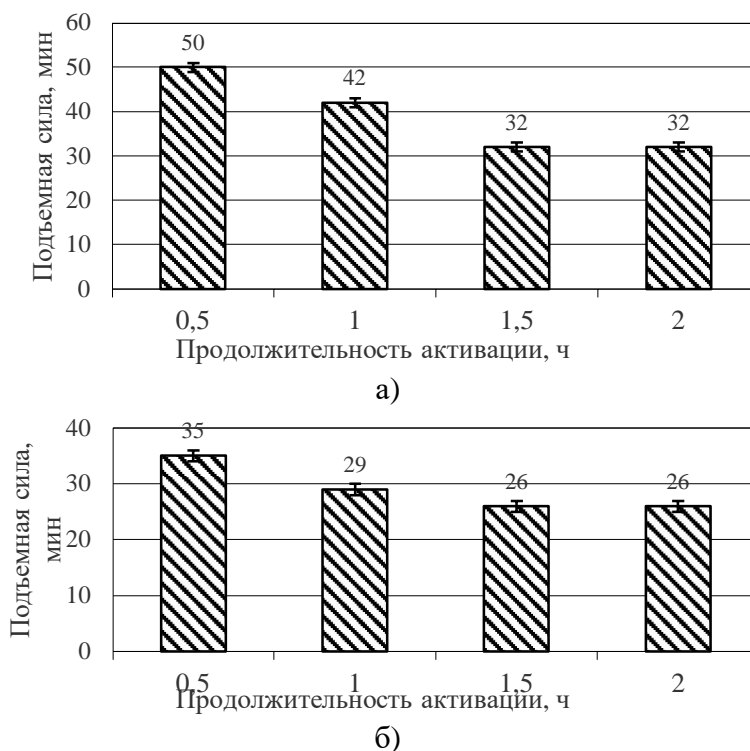 60
50
40
30
20
10
0
Подъемная сила, мин
50
42
32
32
0,5 1 1,5 2
Продолжительность активации, ч
а)
40
30
20
10
0
Подъемная сила,
мин
35
29
26
26
0,5 1 1,5 2
Продолжительность активации, ч
б)